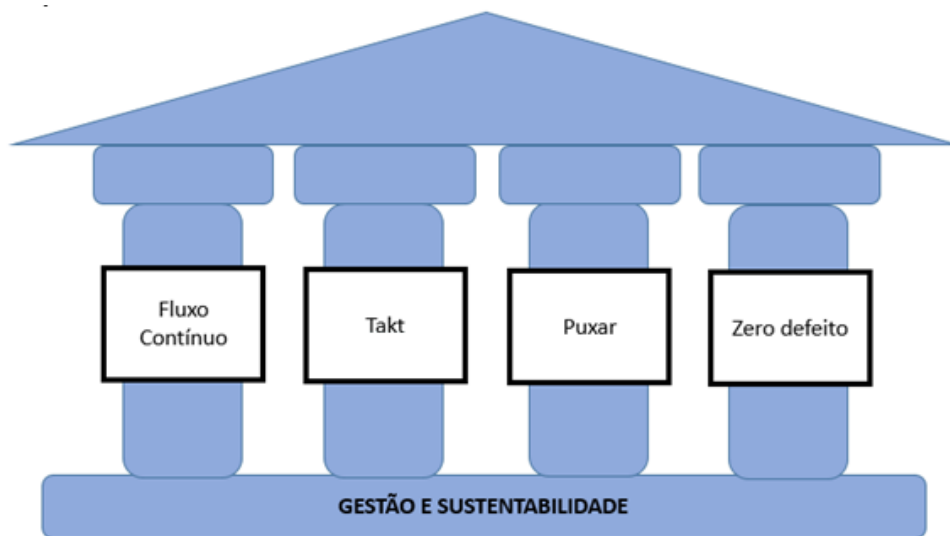 Fluxo
Contínuo
Takt
Puxar
Zero defeito
GESTÃO E SUSTENTABILIDADE